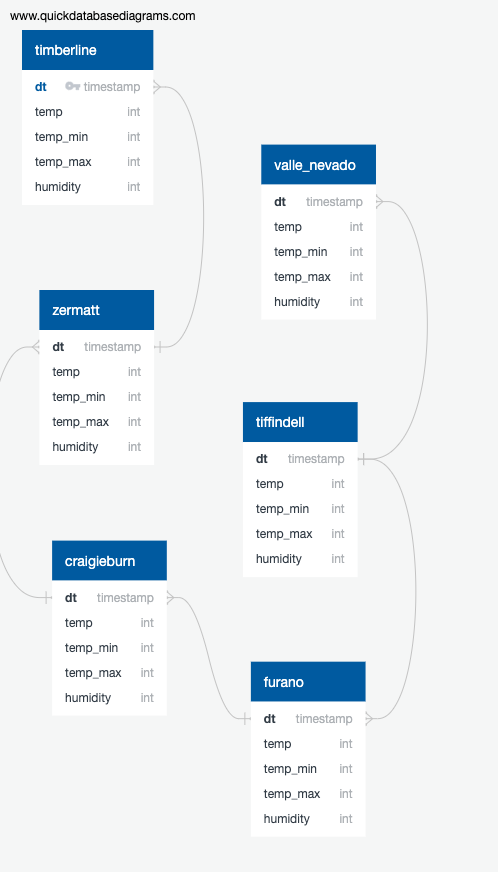 www.quickdatabasediagrams.com
timberline
dt timestamp
temp int
temp_min int
temp_max int
humidity int
valle_nevado
dt timestamp
temp int
temp_min int
temp_max int
humidity int
zermatt
dt timestamp
temp int
temp_min int
temp_max int
humidity int
tiffindell
dt timestamp
temp int
temp_min int
temp_max int
humidity int
craigieburn
dt timestamp
temp int
temp_min int
temp_max int
humidity int
furano
dt timestamp
temp int
temp_min int
temp_max int
humidity int